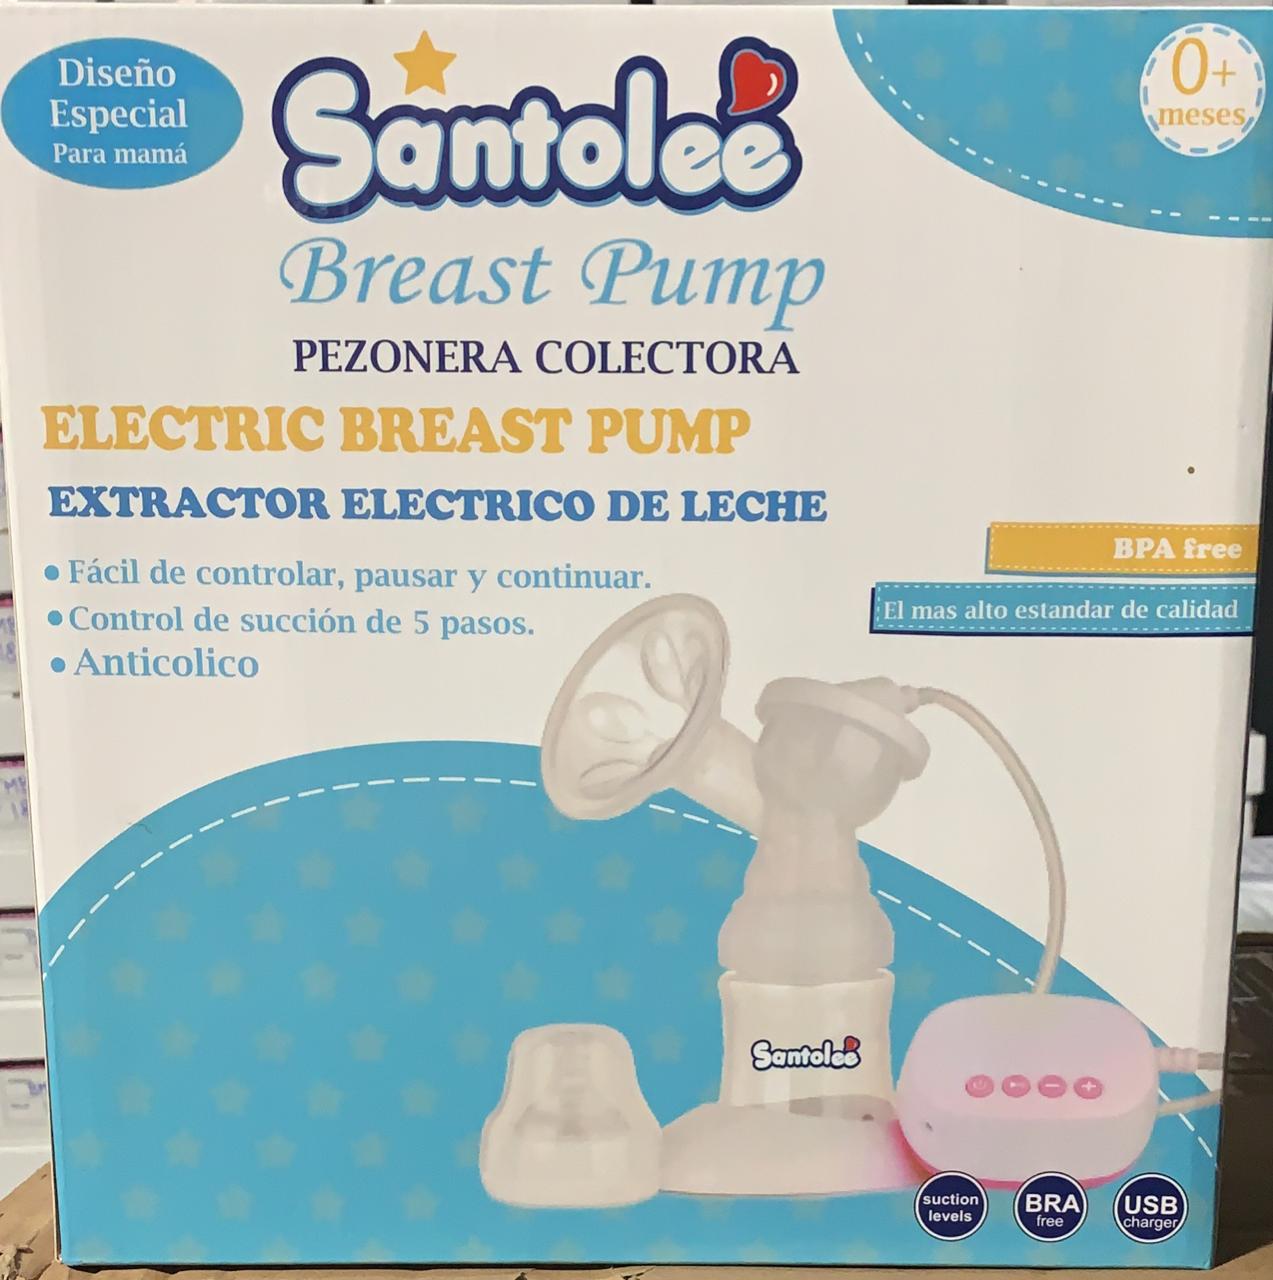 Diseño
Especial
Para mamá
Santolee
0+
meses
Breast Pump
PEZONERA COLECTORA
ELECTRIC BREAST PUMP
EXTRACTOR ELECTRICO DE LECHE
BPA free
• Fácil de controlar, pausar y continuar.
El mas alto estandar de calidad
• Control de succión de 5 pasos.
• Anticolico
Santolee
suction
levels
BRA
free
USB
charger